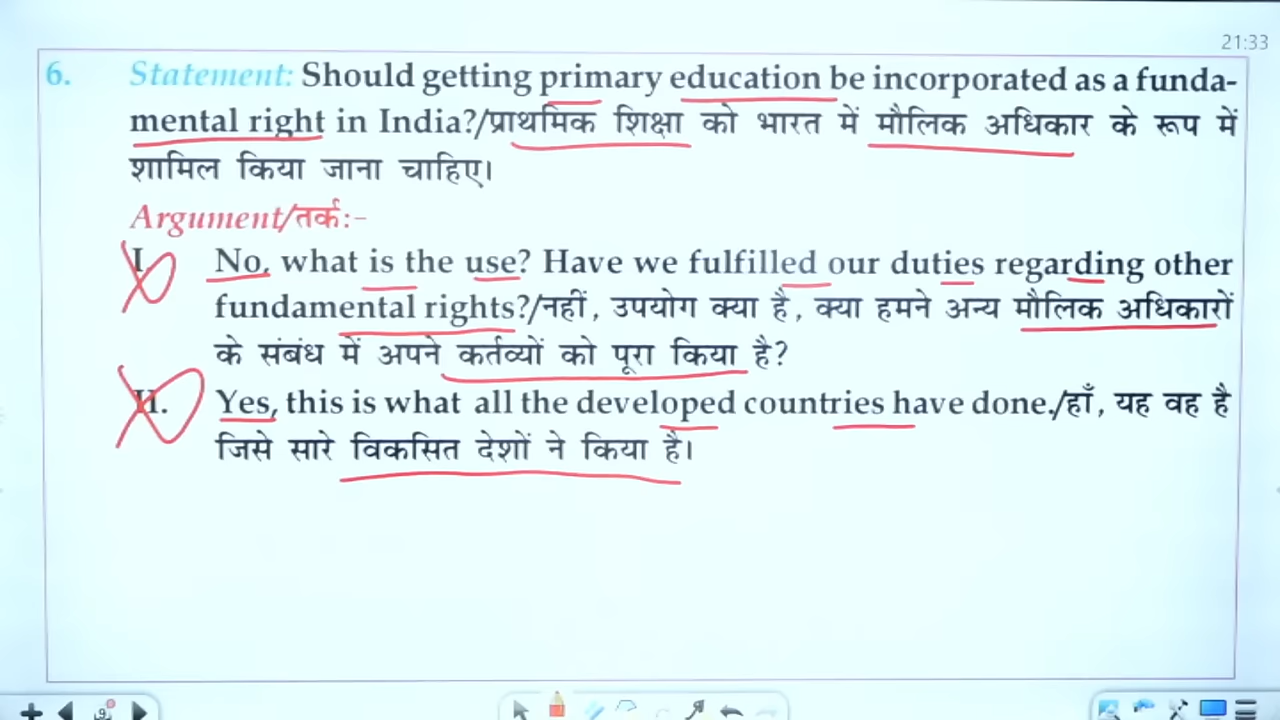 21:33
6. Statement: Should getting primary education be incorporated as a funda-
mental right in India?/प्राथमिक शिक्षा को भारत में मौलिक अधिकार के रूप में
शामिल किया जाना चाहिए।
Argument/तर्क:-
I. No, what is the use? Have we fulfilled our duties regarding other
fundamental rights?/नहीं, उपयोग क्या है, क्या हमने अन्य मौलिक अधिकारों
के संबंध में अपने कर्तव्यों को पूरा किया है?
II. Yes, this is what all the developed countries have done./हाँ, यह वह है
जिसे सारे विकसित देशों ने किया है।